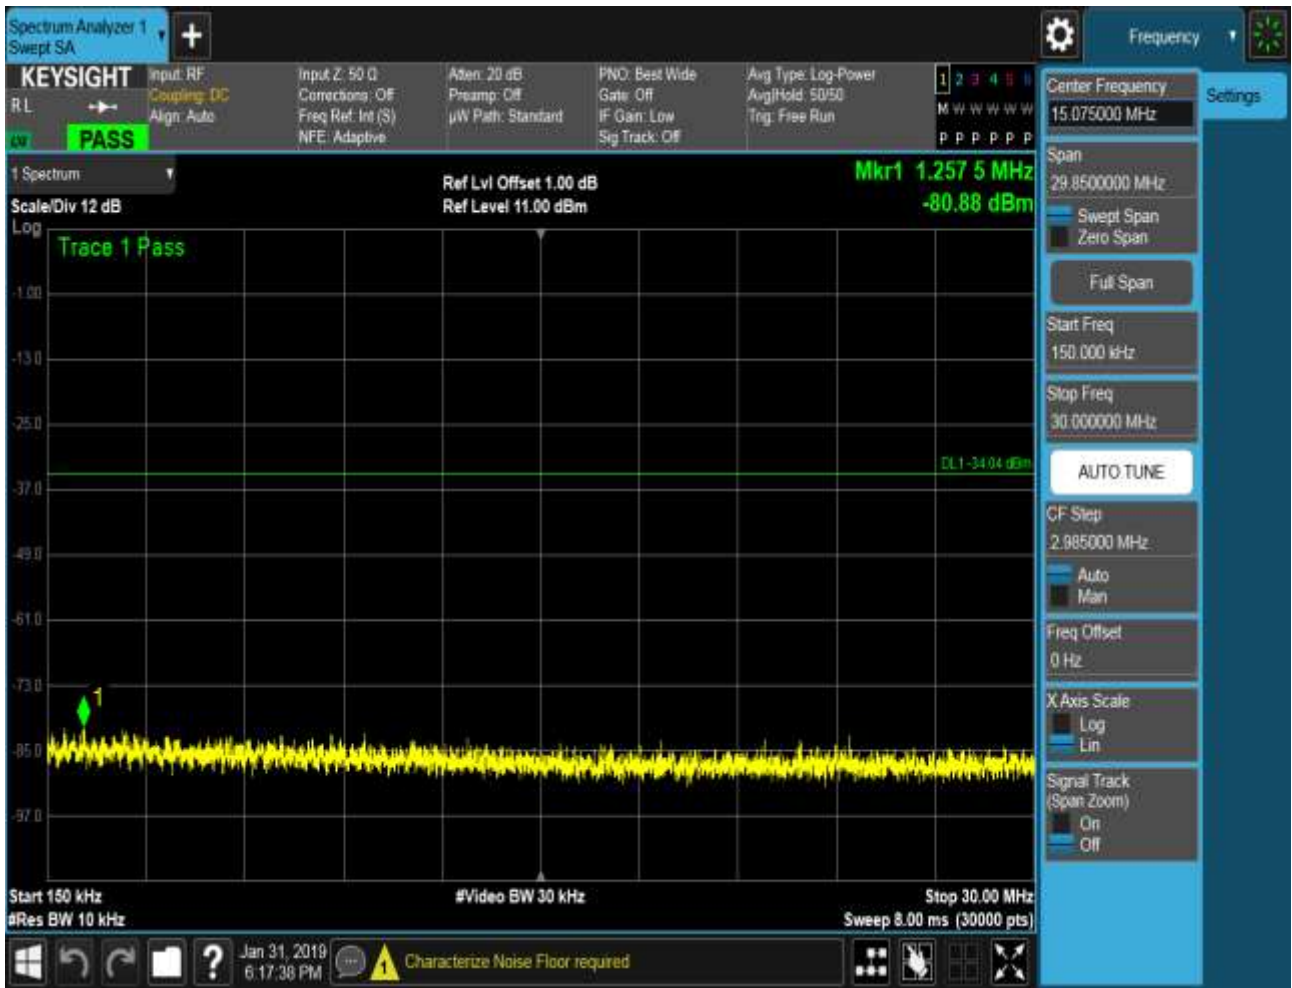 Spectrum Analyzer 1
Swept SA
Frequency
KEYSIGHT
R L
PASS
Input: RF
Coupling: DC
Align: Auto
Input Z: 50 Ω
Corrections: Off
Freq Ref: Int (S)
NFE: Adaptive
Atten: 20 dB
Preamp: Off
µW Path: Standard
PNO: Best Wide
Gate: Off
IF Gain: Low
Sig Track: Off
Avg Type: Log-Power
Avg|Hold: 50/50
Trig: Free Run
1 2 3 4 5 6
M W W W W W
P P P P P P
1 Spectrum
Scale/Div 12 dB
Ref Lvl Offset 1.00 dB
Ref Level 11.00 dBm
Mkr1 1.257 5 MHz
-80.88 dBm
Log
Trace 1 Pass
-1.00
-13.0
-25.0
DL1 -34.04 dBm
-37.0
-49.0
-61.0
-73.0
1
-85.0
-97.0
Start 150 kHz
#Video BW 30 kHz
Stop 30.00 MHz
#Res BW 10 kHz
Sweep 8.00 ms (30000 pts)
Jan 31, 2019
6:17:38 PM
1
Characterize Noise Floor required
Center Frequency
15.075000 MHz
Settings
Span
29.8500000 MHz
Swept Span
Zero Span
Full Span
Start Freq
150.000 kHz
Stop Freq
30.000000 MHz
AUTO TUNE
CF Step
2.985000 MHz
Auto
Man
Freq Offset
0 Hz
X Axis Scale
Log
Lin
Signal Track
(Span Zoom)
On
Off